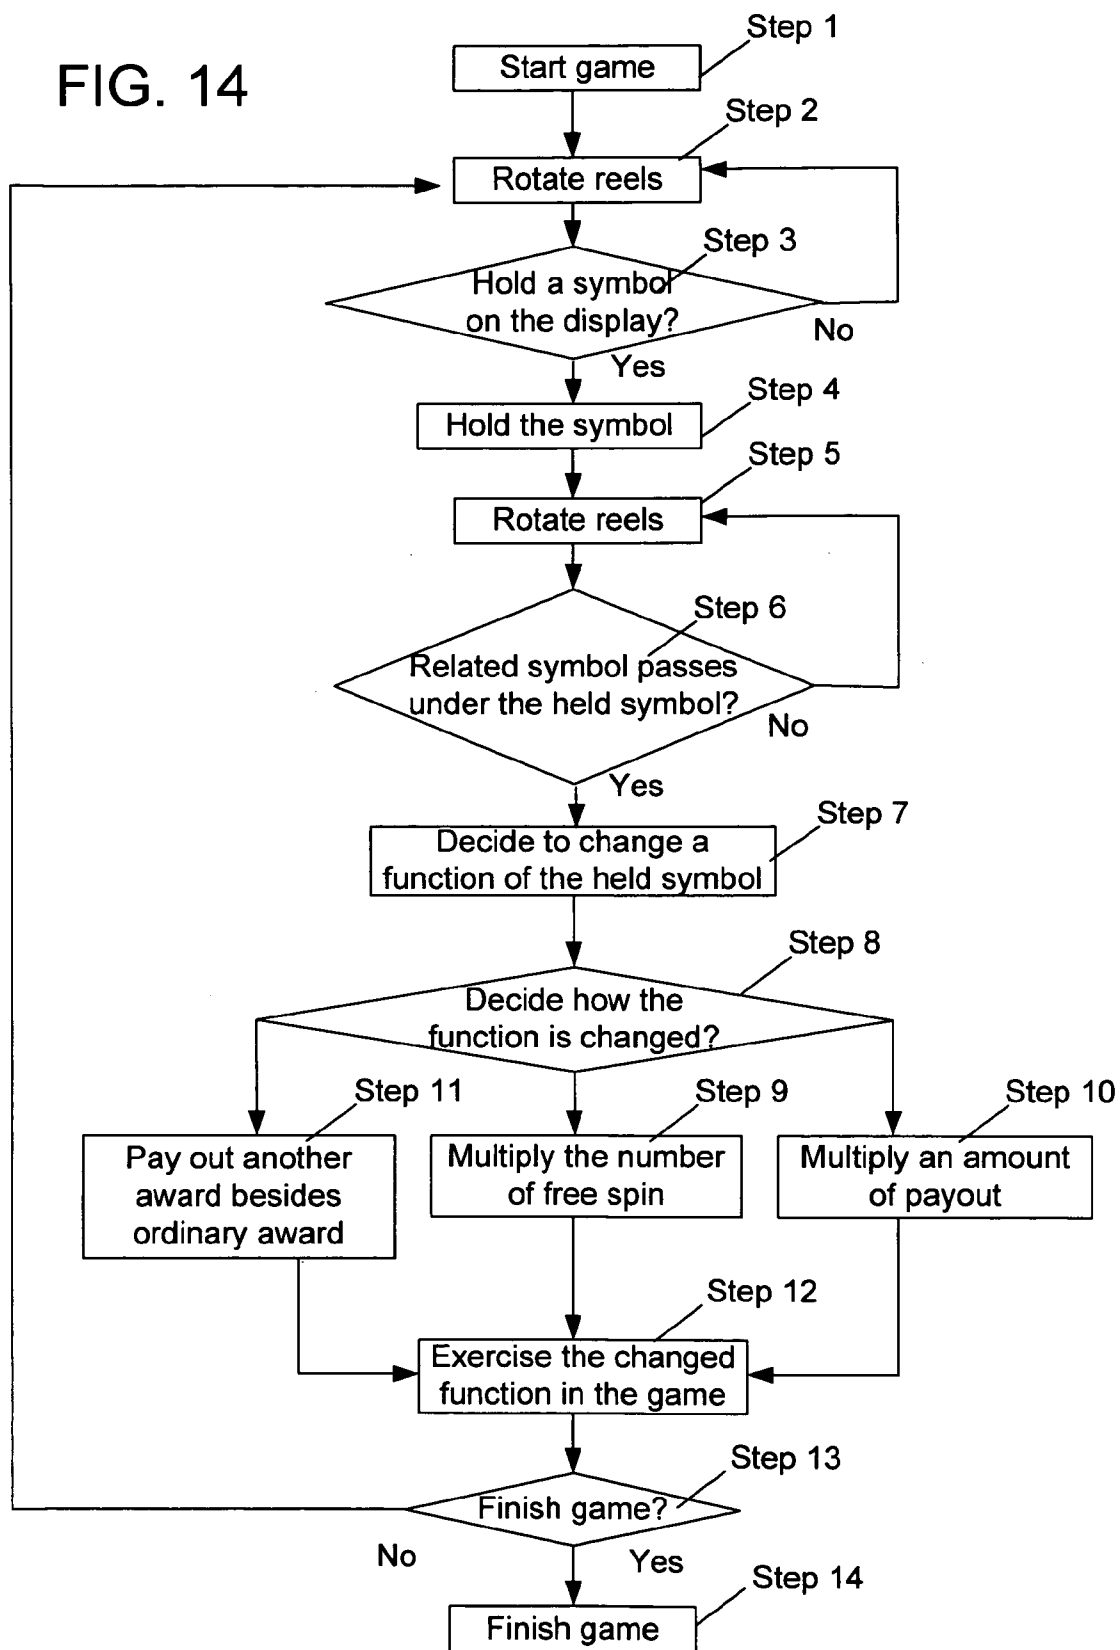 FIG. 14
Step 1
Start game
Step 2
Rotate reels
Step 3
Hold a symbol
on the display?
No
Yes
Step 4
Hold the symbol
Step 5
Rotate reels
Step 6
Related symbol passes
under the held symbol?
No
Yes
Step 7
Decide to change a
function of the held symbol
Step 8
Decide how the
function is changed?
Step 11
Pay out another
award besides
ordinary award
Step 9
Multiply the number
of free spin
Step 10
Multiply an amount
of payout
Step 12
Exercise the changed
function in the game
Step 13
Finish game?
No
Yes
Step 14
Finish game